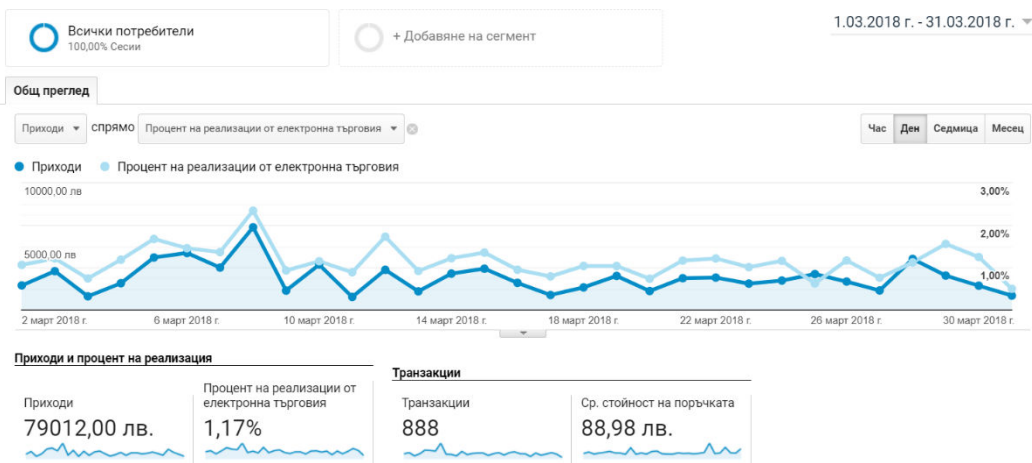 Всички потребители
100,00% Сесии
+ Добавяне на сегмент
1.03.2018 г. - 31.03.2018 г.
Общ преглед
Приходи спрямо Процент на реализации от електронна търговия
Час Ден Седмица Месец
Приходи Процент на реализации от електронна търговия
10000,00 лв 3,00%
2,00%
5000,00 лв
1,00%
2 март 2018 г. 6 март 2018 г. 10 март 2018 г. 14 март 2018 г. 18 март 2018 г. 22 март 2018 г. 26 март 2018 г. 30 март 2018 г.
Приходи и процент на реализация
Приходи
79012,00 лв.
Процент на реализации от
електронна търговия
1,17%
Транзакции
Транзакции
888
Ср. стойност на поръчката
88,98 лв.